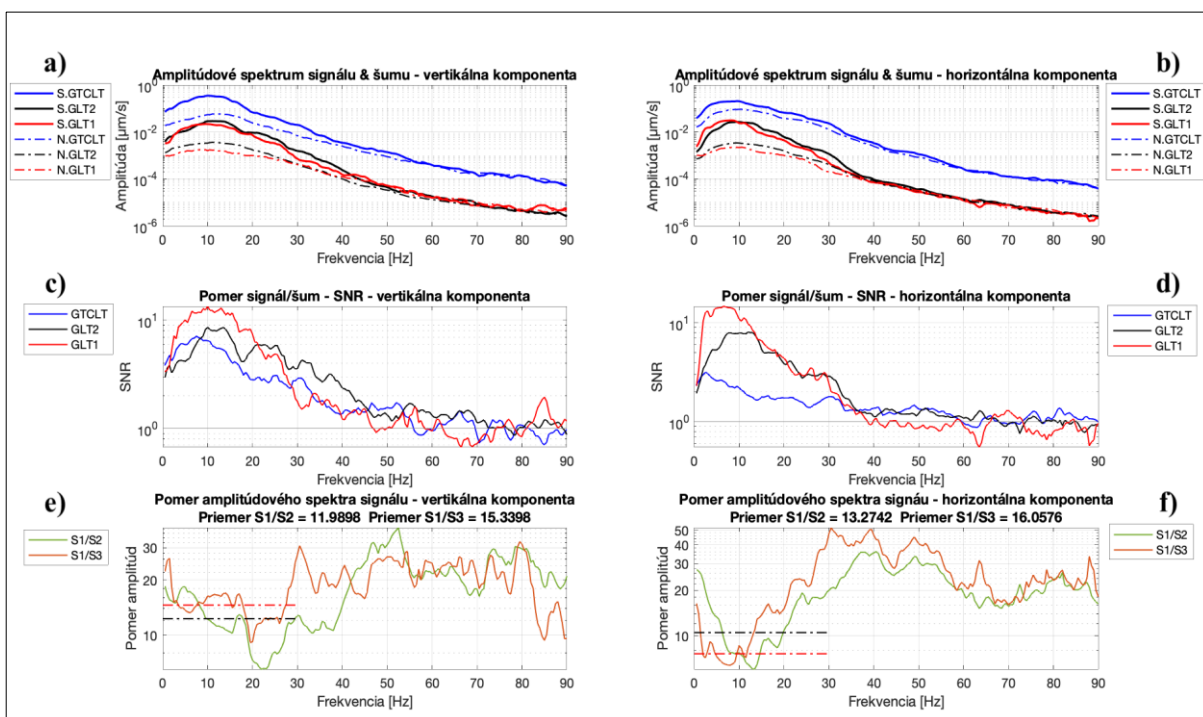 a)
Amplitúdové spektrum signálu & šumu - vertikálna komponenta
S.GTCLT
S.GLT2
S.GLT1
N.GTCLT
N.GLT2
N.GLT1
Amplitúda [µm/s]
10^0
10^-2
10^-4
10^-6
0 10 20 30 40 50 60 70 80 90
Frekvencia [Hz]
b)
Amplitúdové spektrum signálu & šumu - horizontálna komponenta
S.GTCLT
S.GLT2
S.GLT1
N.GTCLT
N.GLT2
N.GLT1
Amplitúda [µm/s]
10^0
10^-2
10^-4
10^-6
0 10 20 30 40 50 60 70 80 90
Frekvencia [Hz]
c)
Pomer signál/šum - SNR - vertikálna komponenta
GTCLT
GLT2
GLT1
SNR
10^1
10^0
0 10 20 30 40 50 60 70 80 90
Frekvencia [Hz]
d)
Pomer signál/šum - SNR - horizontálna komponenta
GTCLT
GLT2
GLT1
SNR
10^1
10^0
0 10 20 30 40 50 60 70 80 90
Frekvencia [Hz]
e)
Pomer amplitúdového spektra signálu - vertikálna komponenta
Priemer S1/S2 = 11.9898 Priemer S1/S3 = 15.3398
S1/S2
S1/S3
Pomer amplitúd
30
20
10
0 10 20 30 40 50 60 70 80 90
Frekvencia [Hz]
f)
Pomer amplitúdového spektra signáu - horizontálna komponenta
Priemer S1/S2 = 13.2742 Priemer S1/S3 = 16.0576
S1/S2
S1/S3
Pomer amplitúd
50
40
30
20
10
0 10 20 30 40 50 60 70 80 90
Frekvencia [Hz]